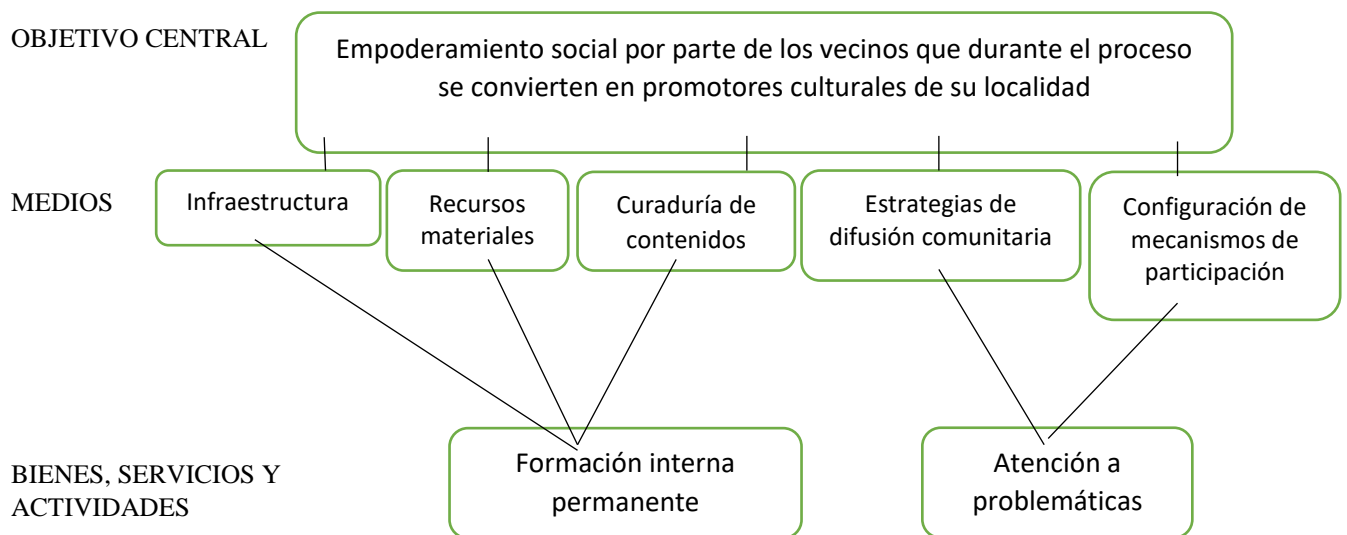 OBJETIVO CENTRAL
Empoderamiento social por parte de los vecinos que durante el proceso
se convierten en promotores culturales de su localidad
MEDIOS
Infraestructura
Recursos
materiales
Curaduría de
contenidos
Estrategias de
difusión comunitaria
Configuración de
mecanismos de
participación
BIENES, SERVICIOS Y
ACTIVIDADES
Formación interna
permanente
Atención a
problemáticas